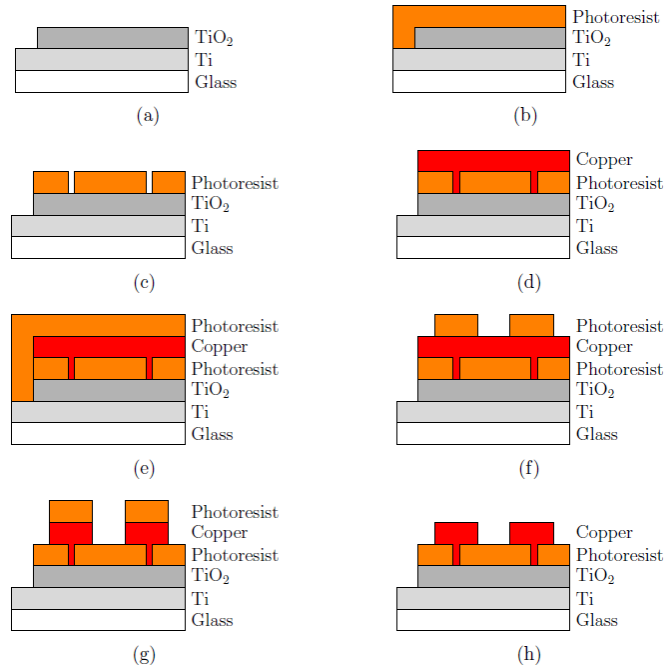 TiO₂
Ti
Glass
(a)
Photoresist
TiO₂
Ti
Glass
(b)
Photoresist
TiO₂
Ti
Glass
(c)
Copper
Photoresist
TiO₂
Ti
Glass
(d)
Photoresist
Copper
Photoresist
TiO₂
Ti
Glass
(e)
Photoresist
Copper
Photoresist
TiO₂
Ti
Glass
(f)
Photoresist
Copper
Photoresist
TiO₂
Ti
Glass
(g)
Copper
Photoresist
TiO₂
Ti
Glass
(h)